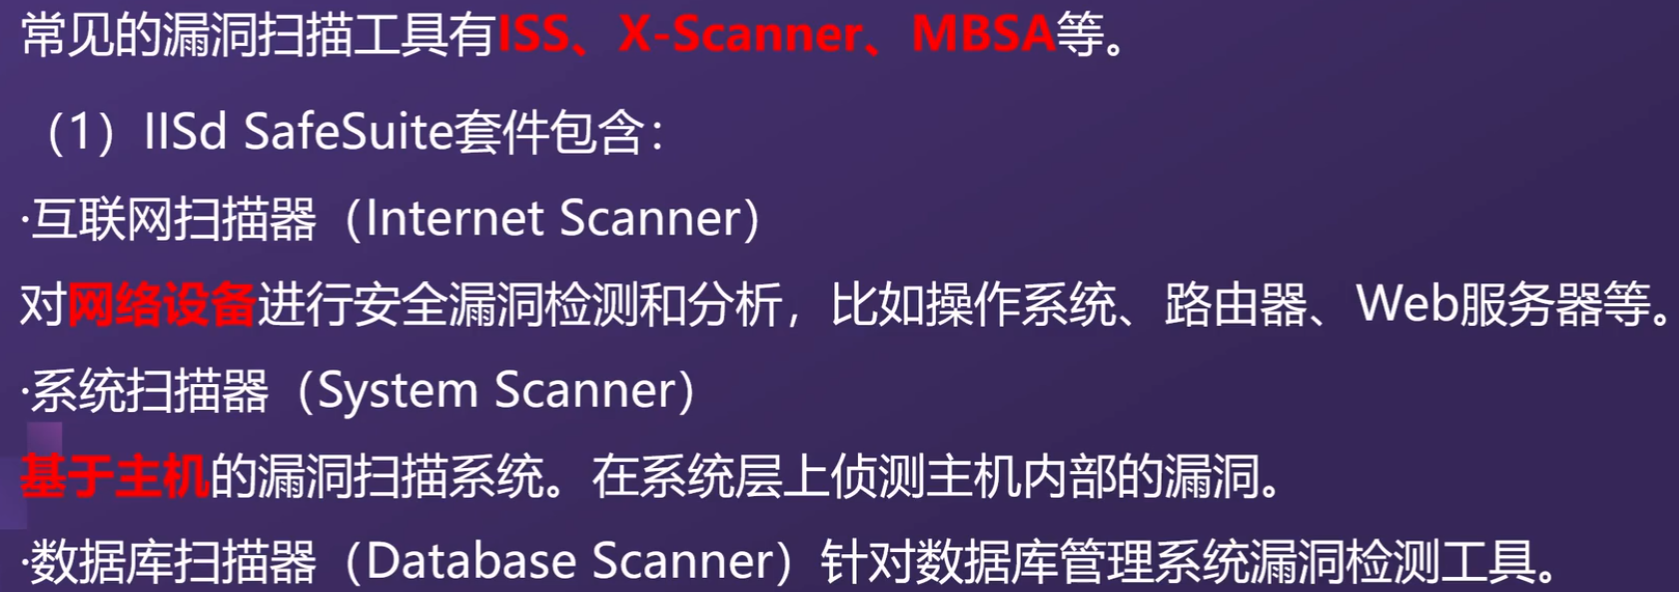 常见的漏洞扫描工具有ISS、X-Scanner、MBSA等。
（1）IISd SafeSuite套件包含：
·互联网扫描器（Internet Scanner）
对网络设备进行安全漏洞检测和分析，比如操作系统、路由器、Web服务器等。
·系统扫描器（System Scanner）
基于主机的漏洞扫描系统。在系统层上侦测主机内部的漏洞。
·数据库扫描器（Database Scanner）针对数据库管理系统漏洞检测工具。